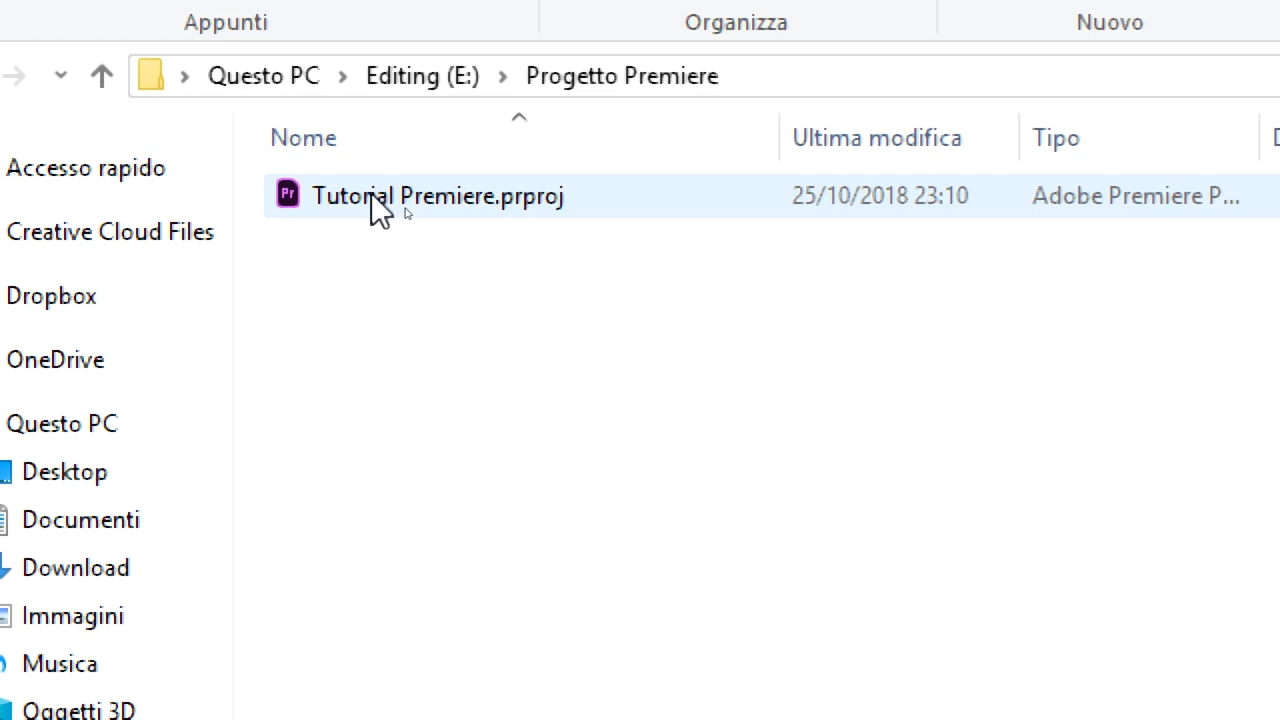 Appunti Organizza Nuovo
Questo PC Editing (E:) Progetto Premiere
Nome Ultima modifica Tipo
Accesso rapido
Pr Tutorial Premiere.prproj 25/10/2018 23:10 Adobe Premiere P...
Creative Cloud Files
Dropbox
OneDrive
Questo PC
Desktop
Documenti
Download
Immagini
Musica
Oggetti 3D